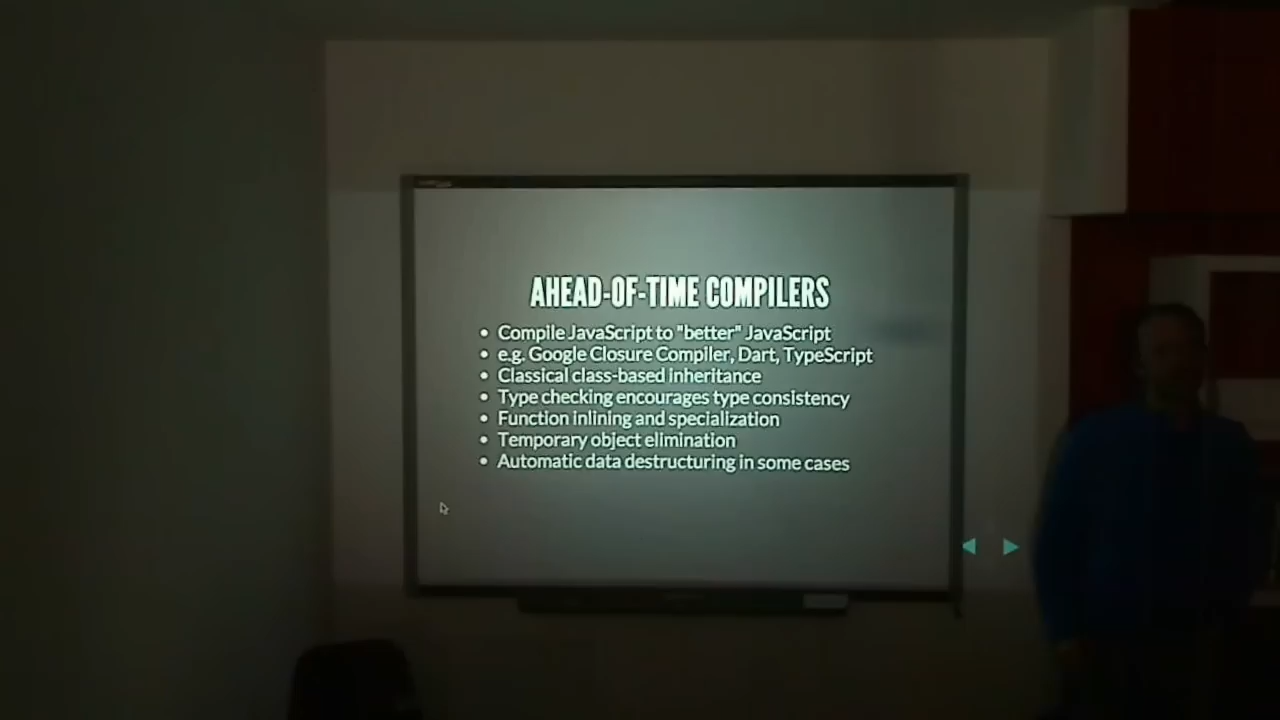 AHEAD-OF-TIME COMPILERS
Compile JavaScript to "better" JavaScript
e.g. Google Closure Compiler, Dart, TypeScript
Classical class-based inheritance
Type checking encourages type consistency
Function inlining and specialization
Temporary object elimination
Automatic data destructuring in some cases